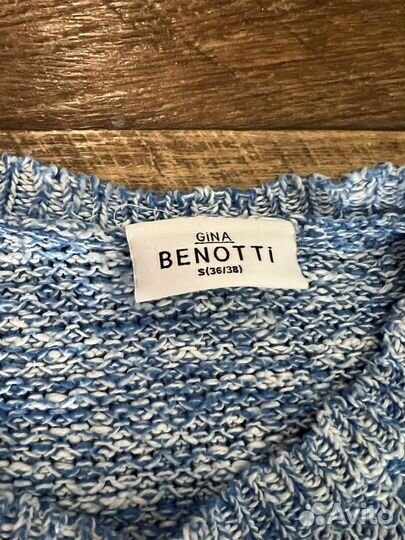 GiNA
BENOTTi
S(36/38)
Avito